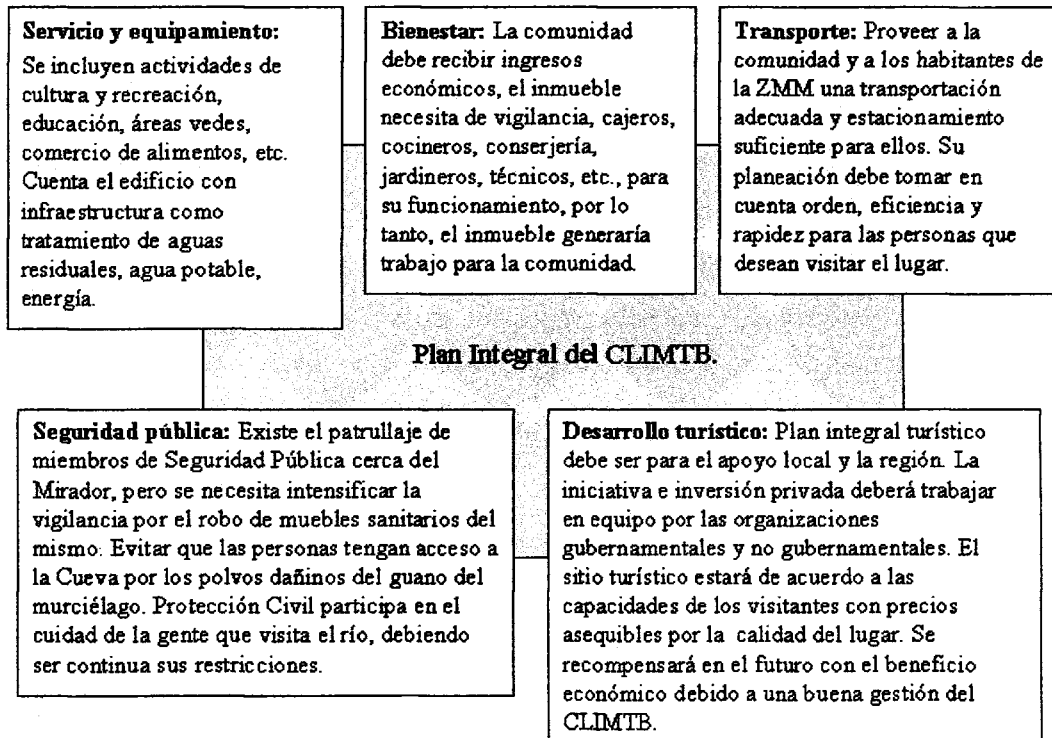 Servicio y equipamiento:
Se incluyen actividades de
cultura y recreación,
educación, áreas vedes,
comercio de alimentos, etc.
Cuenta el edificio con
infraestructura como
tratamiento de aguas
residuales, agua potable,
energía.
Bienestar: La comunidad
debe recibir ingresos
económicos, el inmueble
necesita de vigilancia, cajeros,
cocineros, conserjería,
jardineros, técnicos, etc., para
su funcionamiento, por lo
tanto, el inmueble generaría
trabajo para la comunidad.
Transporte: Proveer a la
comunidad y a los habitantes de
la ZMM una transportación
adecuada y estacionamiento
suficiente para ellos. Su
planeación debe tomar en
cuenta orden, eficiencia y
rapidez para las personas que
desean visitar el lugar.
Plan Integral del CLIMTB.
Seguridad pública: Existe el patrullaje de
miembros de Seguridad Pública cerca del
Mirador, pero se necesita intensificar la
vigilancia por el robo de muebles sanitarios del
mismo. Evitar que las personas tengan acceso a
la Cueva por los polvos dañinos del guano del
murciélago. Protección Civil participa en el
cuidad de la gente que visita el río, debiendo
ser continua sus restricciones.
Desarrollo turístico: Plan integral turístico
debe ser para el apoyo local y la región. La
iniciativa e inversión privada deberá trabajar
en equipo por las organizaciones
gubernamentales y no gubernamentales. El
sitio turístico estará de acuerdo a las
capacidades de los visitantes con precios
asequibles por la calidad del lugar. Se
recompensará en el futuro con el beneficio
económico debido a una buena gestión del
CLIMTB.